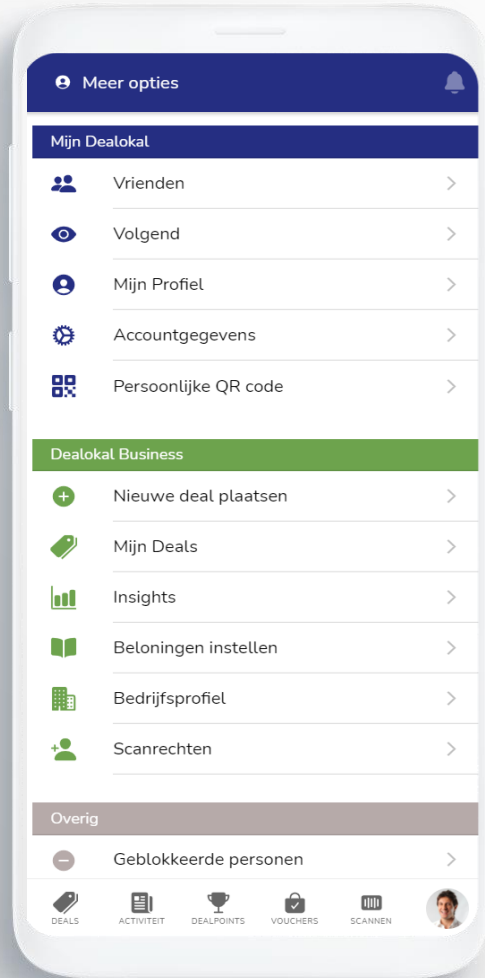 Meer opties
Mijn Dealokal
Vrienden
Volgend
Mijn Profiel
Accountgegevens
Persoonlijke QR code
Dealokal Business
Nieuwe deal plaatsen
Mijn Deals
Insights
Beloningen instellen
Bedrijfsprofiel
Scanrechten
Overig
Geblokkeerde personen
DEALS ACTIVITEIT DEALPOINTS VOUCHERS SCANNEN